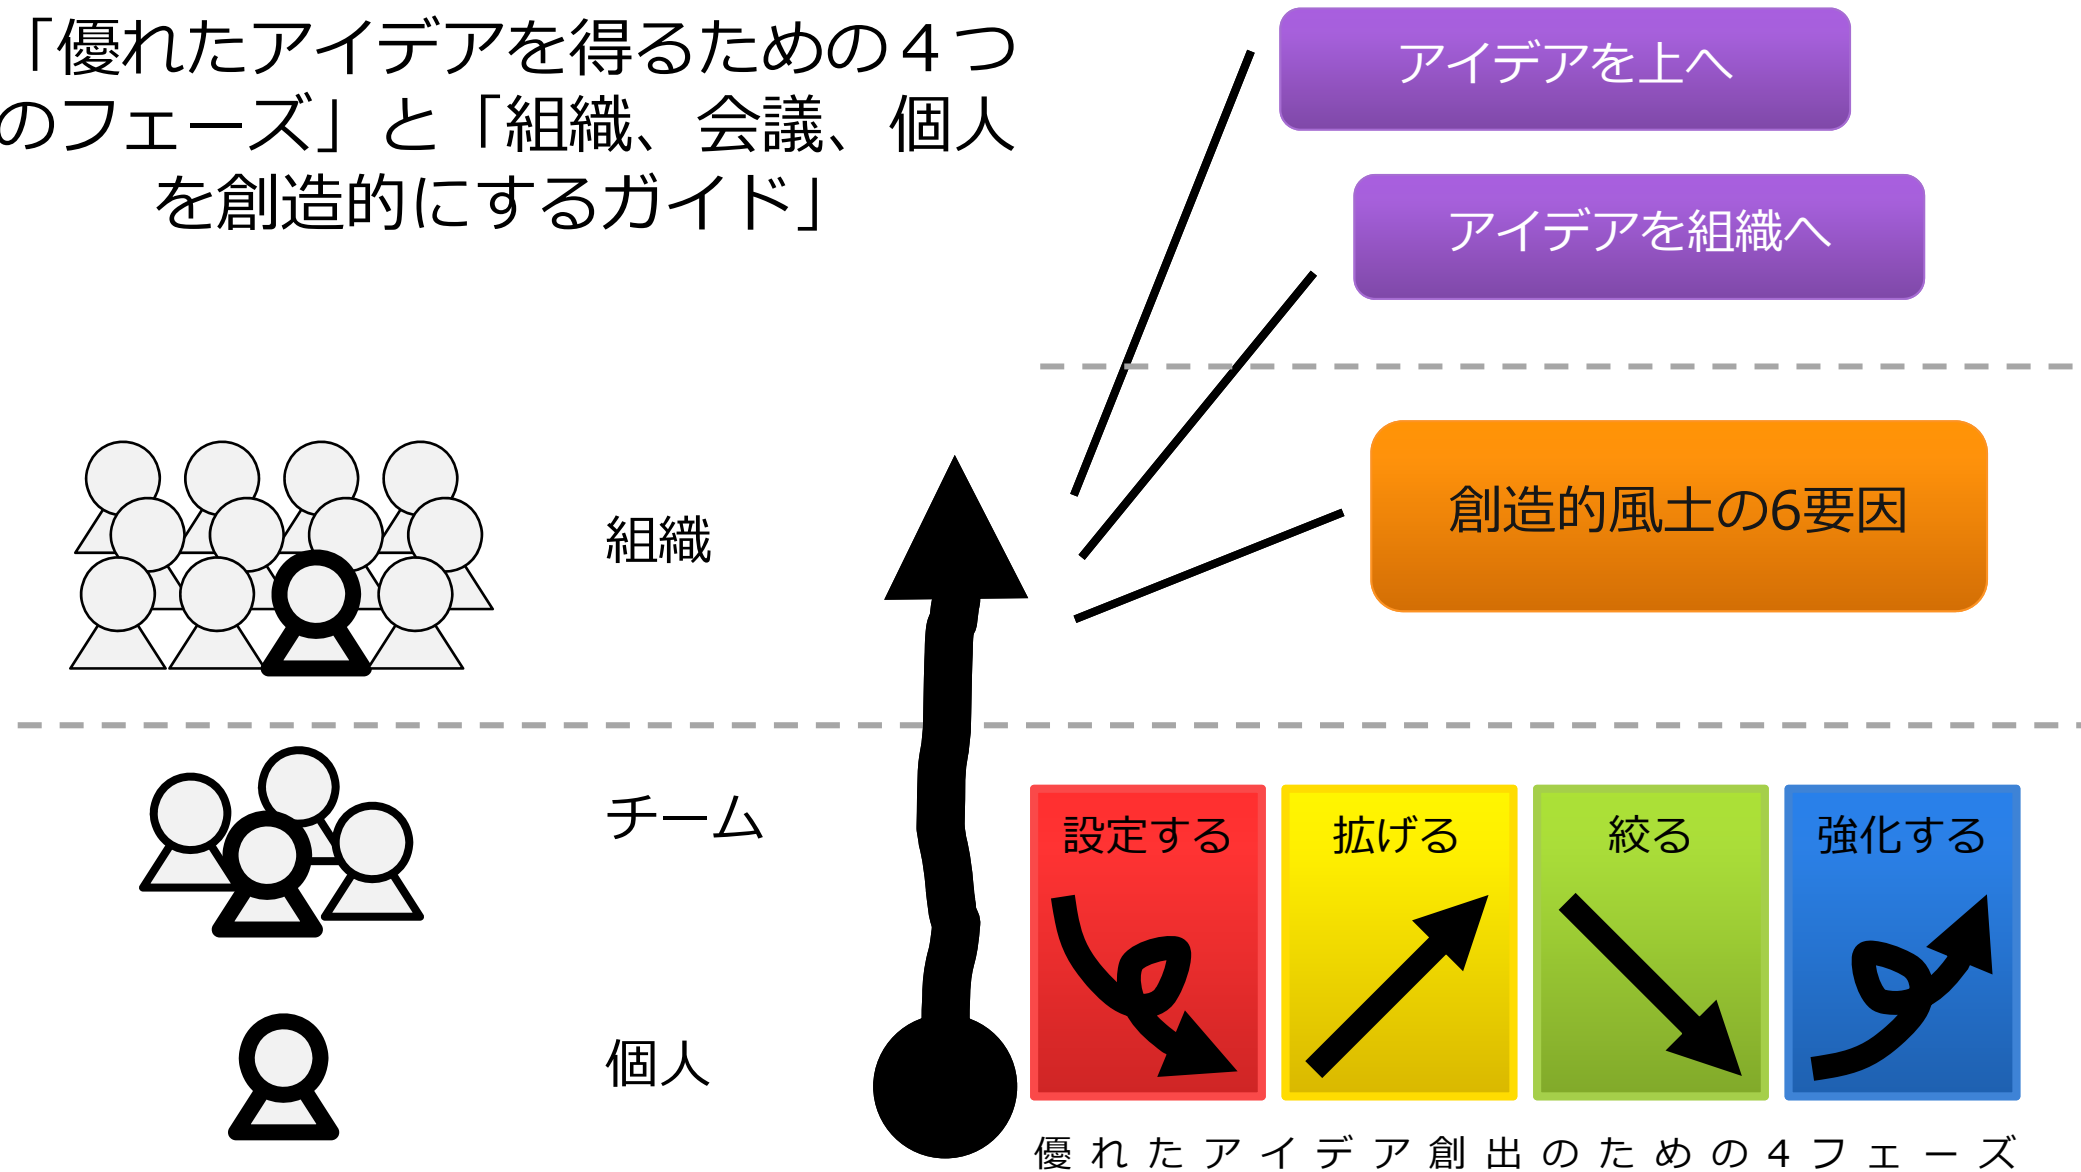 「優れたアイデアを得るための４つ
のフェーズ」と「組織、会議、個人
を創造的にするガイド」
アイデアを上へ
アイデアを組織へ
組織
創造的風土の6要因
チーム
設定する
拡げる
絞る
強化する
個人
優れたアイデア創出のための4フェーズ